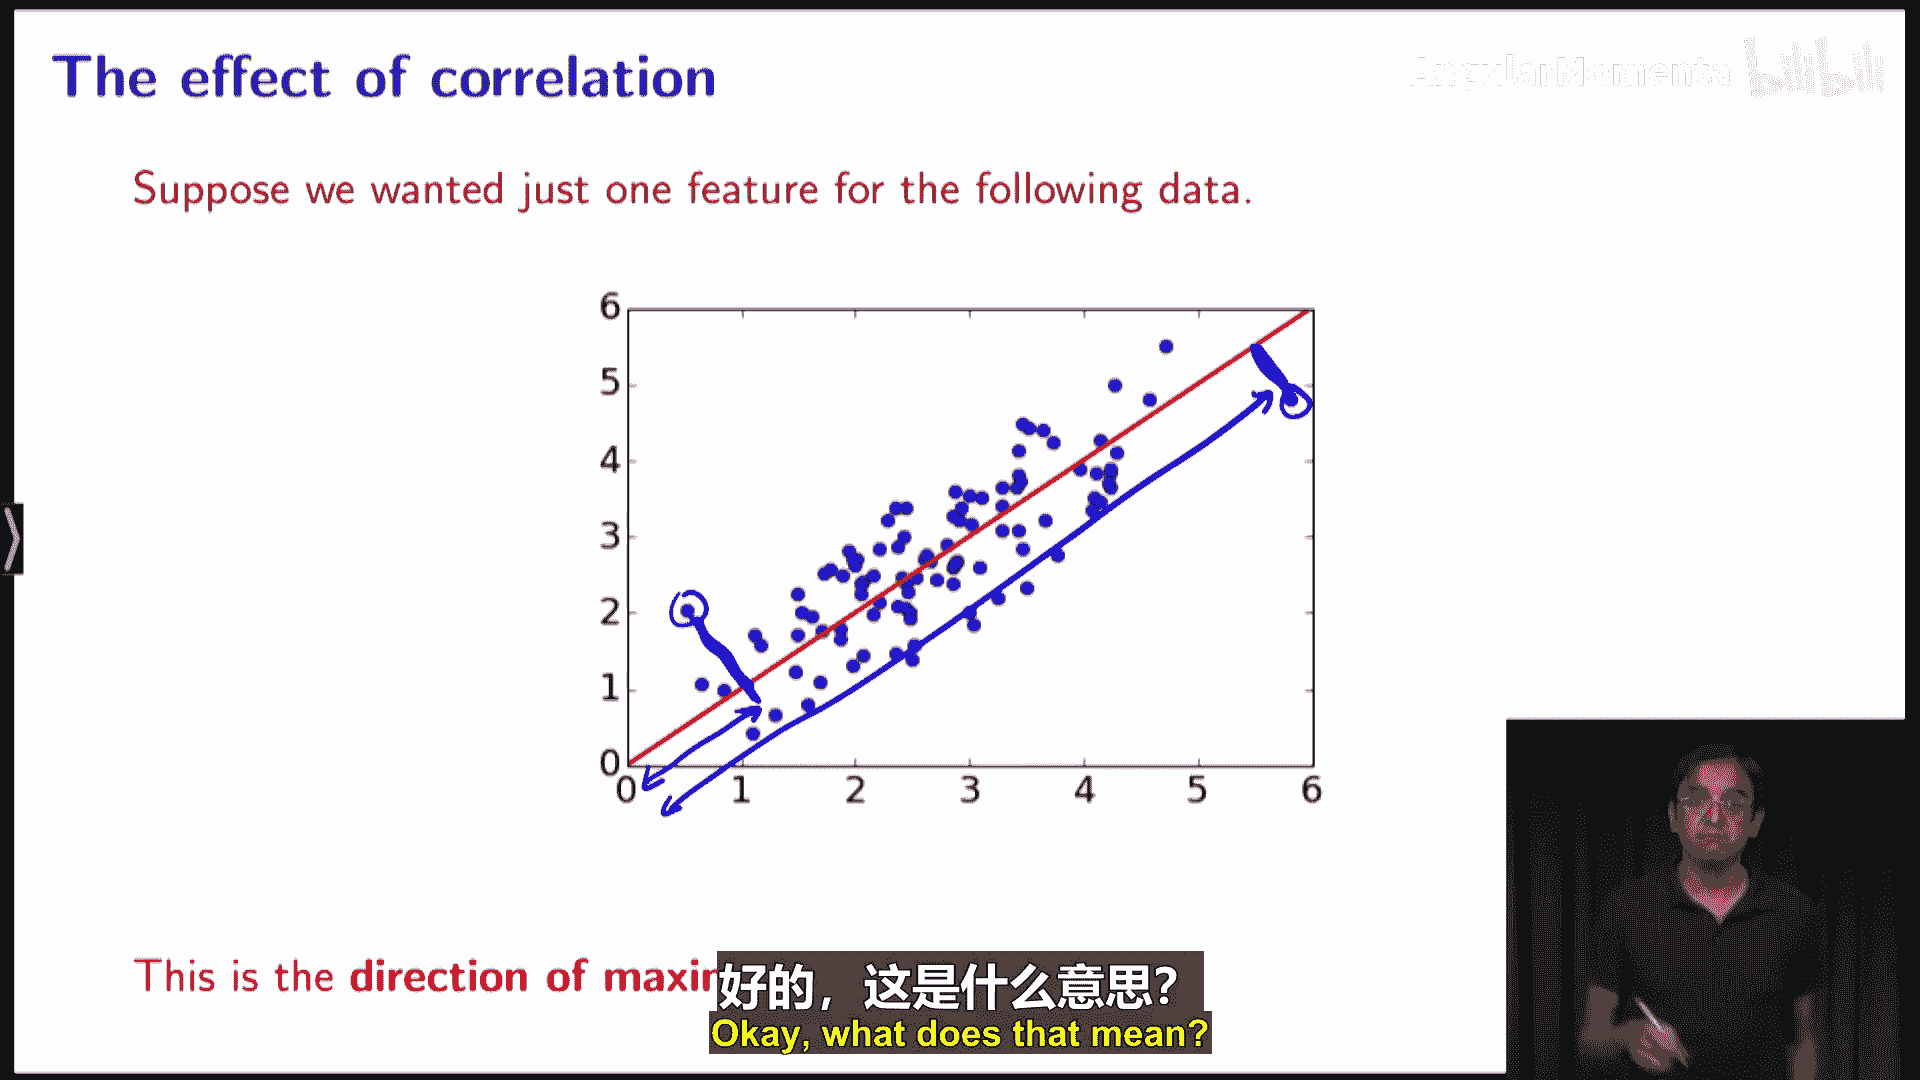 The effect of correlation
AngularMomenta bilibili
Suppose we wanted just one feature for the following data.
6
5
4
3
2
1
0
0 1 2 3 4 5 6
This is the direction of
好的，这是什么意思？
Okay, what does that mean?